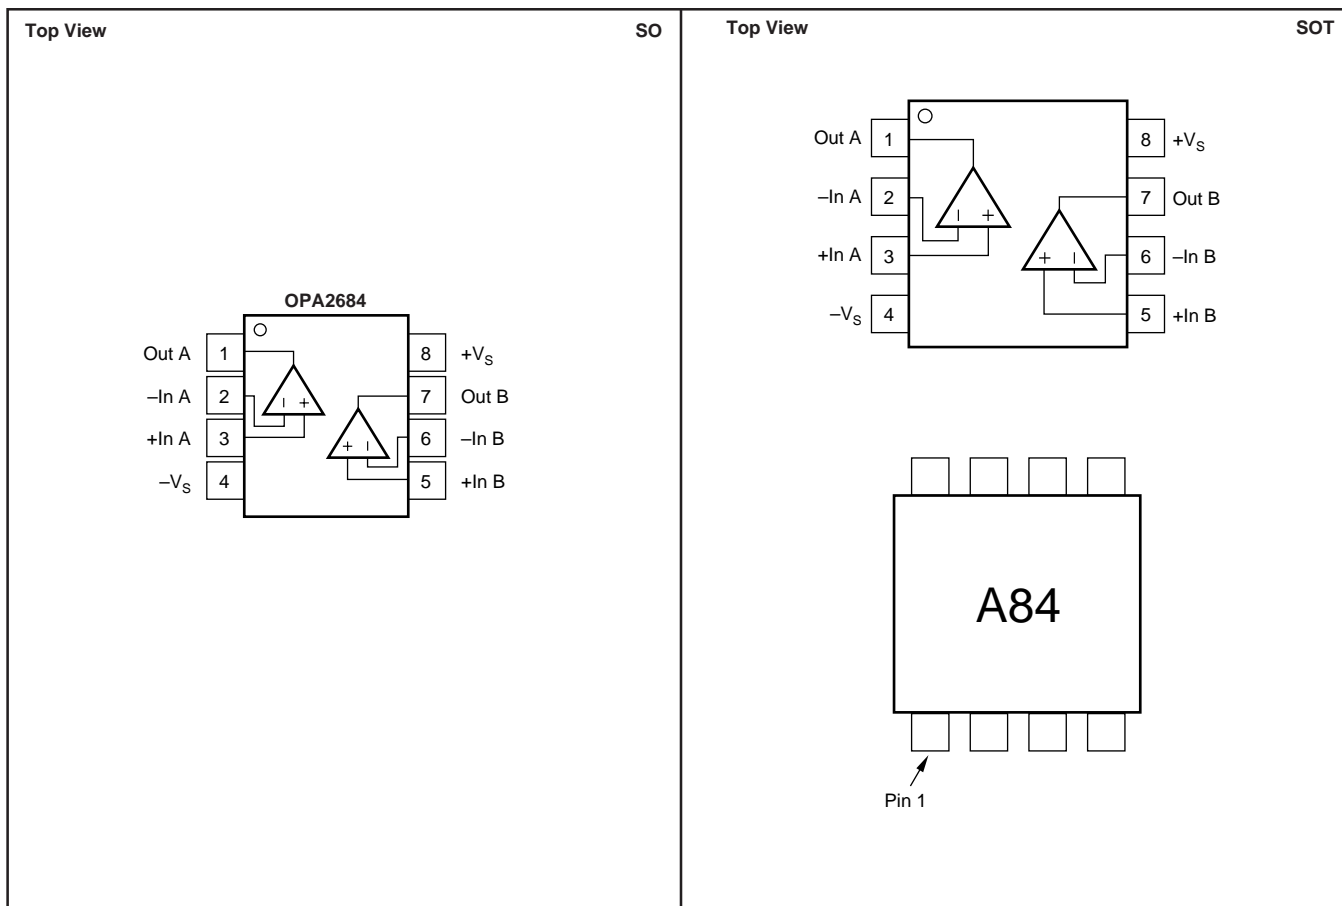 Top View SO
OPA2684
Out A 1 8 +VS
–In A 2 7 Out B
+In A 3 6 –In B
–VS 4 5 +In B
Top View SOT
Out A 1 8 +VS
–In A 2 7 Out B
+In A 3 6 –In B
–VS 4 5 +In B
A84
Pin 1